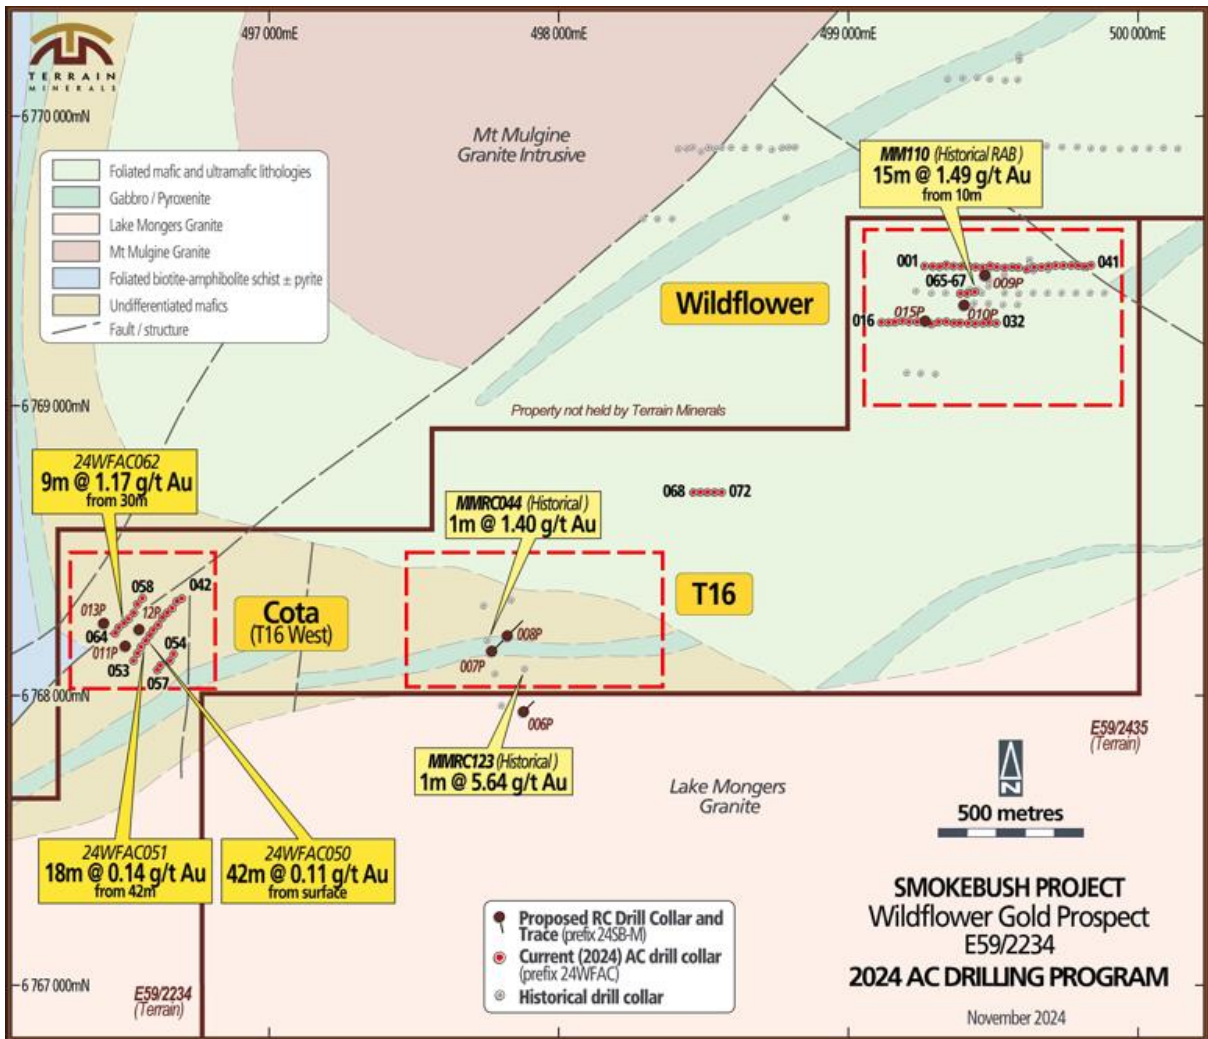 497 000mE
498 000mE
499 000mE
500 000mE
TERRAIN
MINERALS
6 770 000mN
Mt Mulgine
Granite Intrusive
Foliated mafic and ultramafic lithologies
Gabbro / Pyroxenite
Lake Mongers Granite
Mt Mulgine Granite
Foliated biotite-amphibolite schist ± pyrite
Undifferentiated mafics
Fault / structure
MM110 (Historical RAB)
15m @ 1.49 g/t Au
from 10m
001
041
065-67
009P
Wildflower
016
015P
010P
032
6 769 000mN
Property not held by Terrain Minerals
24WFAC062
9m @ 1.17 g/t Au
from 30m
068
072
MMRC044 (Historical)
1m @ 1.40 g/t Au
T16
058
042
013P
12P
064
011P
054
053
057
Cota
(T16 West)
008P
007P
6 768 000mN
006P
E59/2435
(Terrain)
MMRC123 (Historical)
1m @ 5.64 g/t Au
Lake Mongers
Granite
N
500 metres
24WFAC051
18m @ 0.14 g/t Au
from 42m
24WFAC050
42m @ 0.11 g/t Au
from surface
SMOKEBUSH PROJECT
Wildflower Gold Prospect
E59/2234
2024 AC DRILLING PROGRAM
November 2024
Proposed RC Drill Collar and
Trace (prefix 24SB-M)
Current (2024) AC drill collar
(prefix 24WFAC)
Historical drill collar
6 767 000mN
E59/2234
(Terrain)